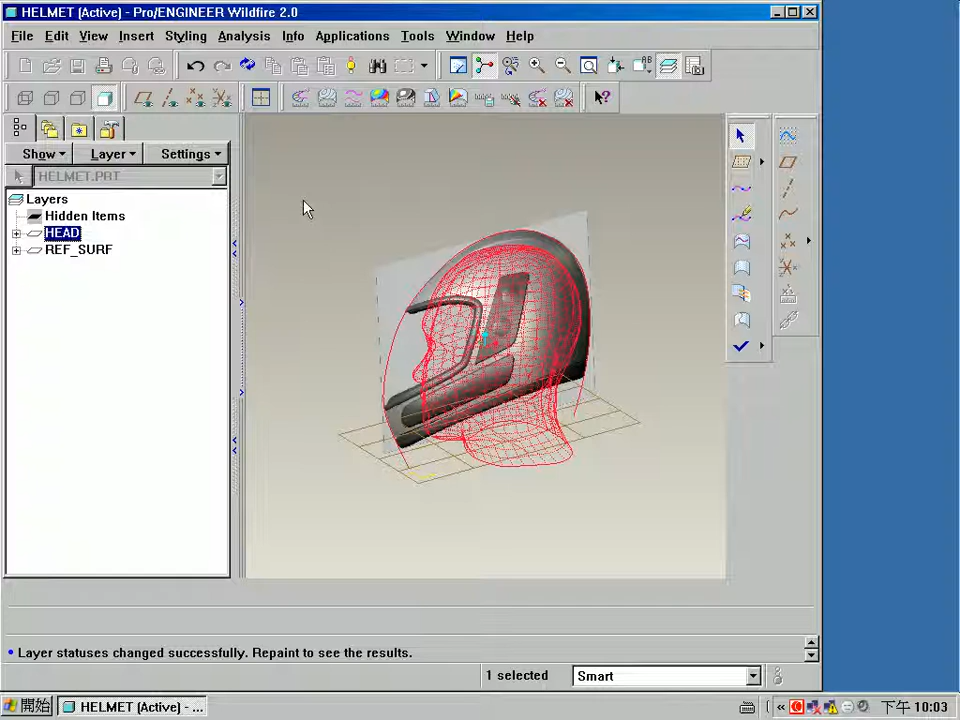 HELMET (Active) - Pro/ENGINEER Wildfire 2.0
File Edit View Insert Styling Analysis Info Applications Tools Window Help
Show Layer Settings
HELMET.PRT
Layers
Hidden Items
HEAD
REF_SURF
• Layer statuses changed successfully. Repaint to see the results.
1 selected Smart
開始 HELMET (Active) - ... « 下午 10:03